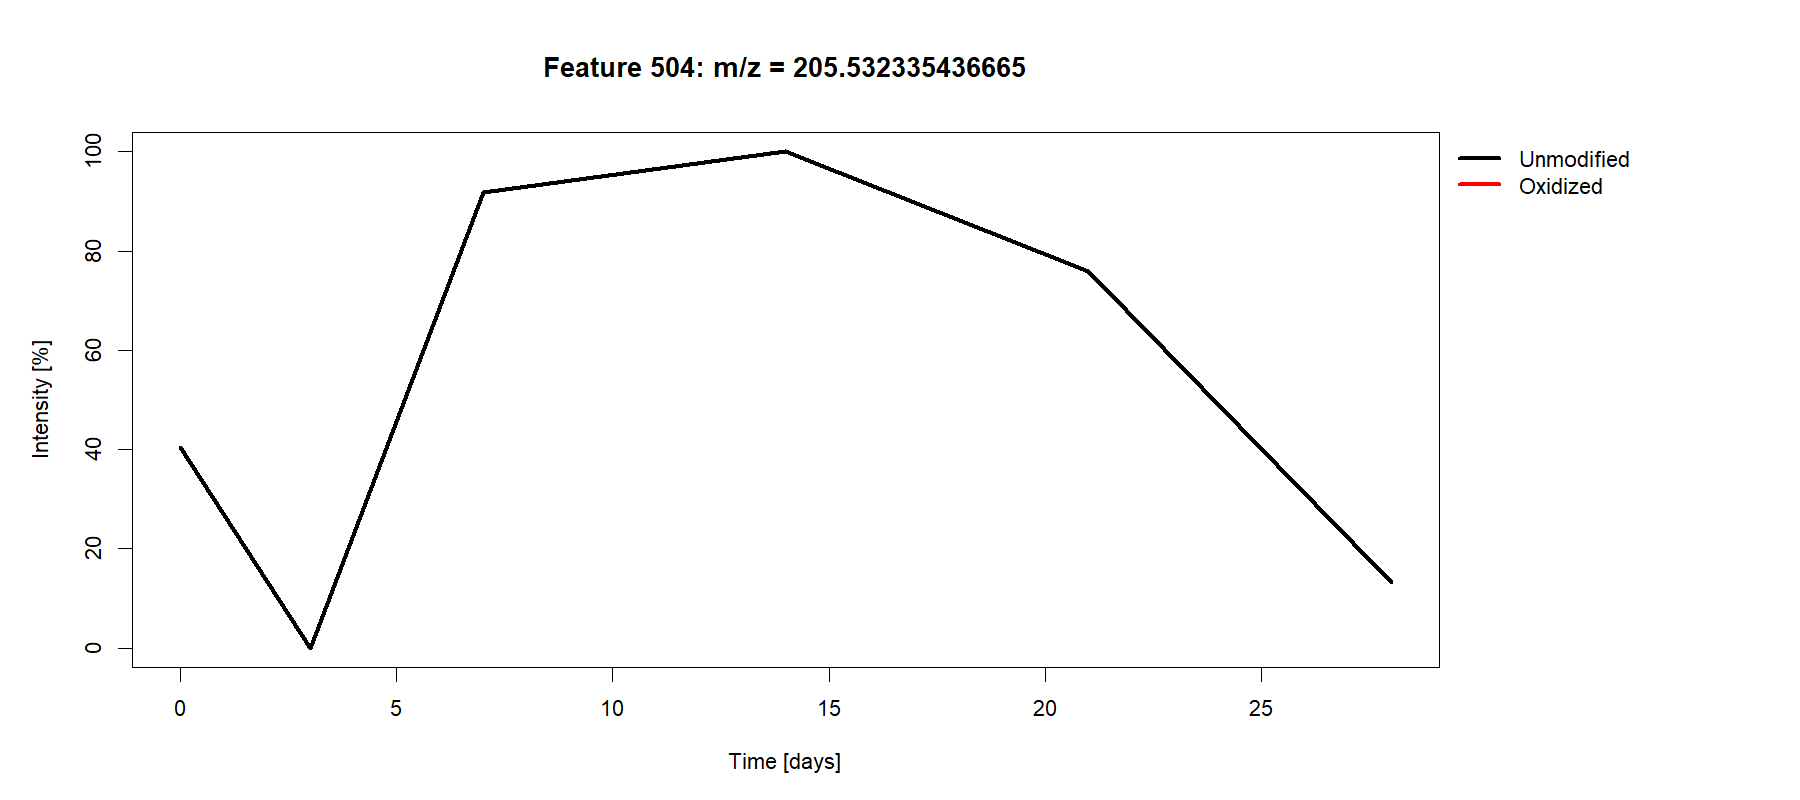 Feature 504: m/z = 205.532335436665
Unmodified
Oxidized
Intensity [%]
100
80
60
40
20
0
0 5 10 15 20 25
Time [days]